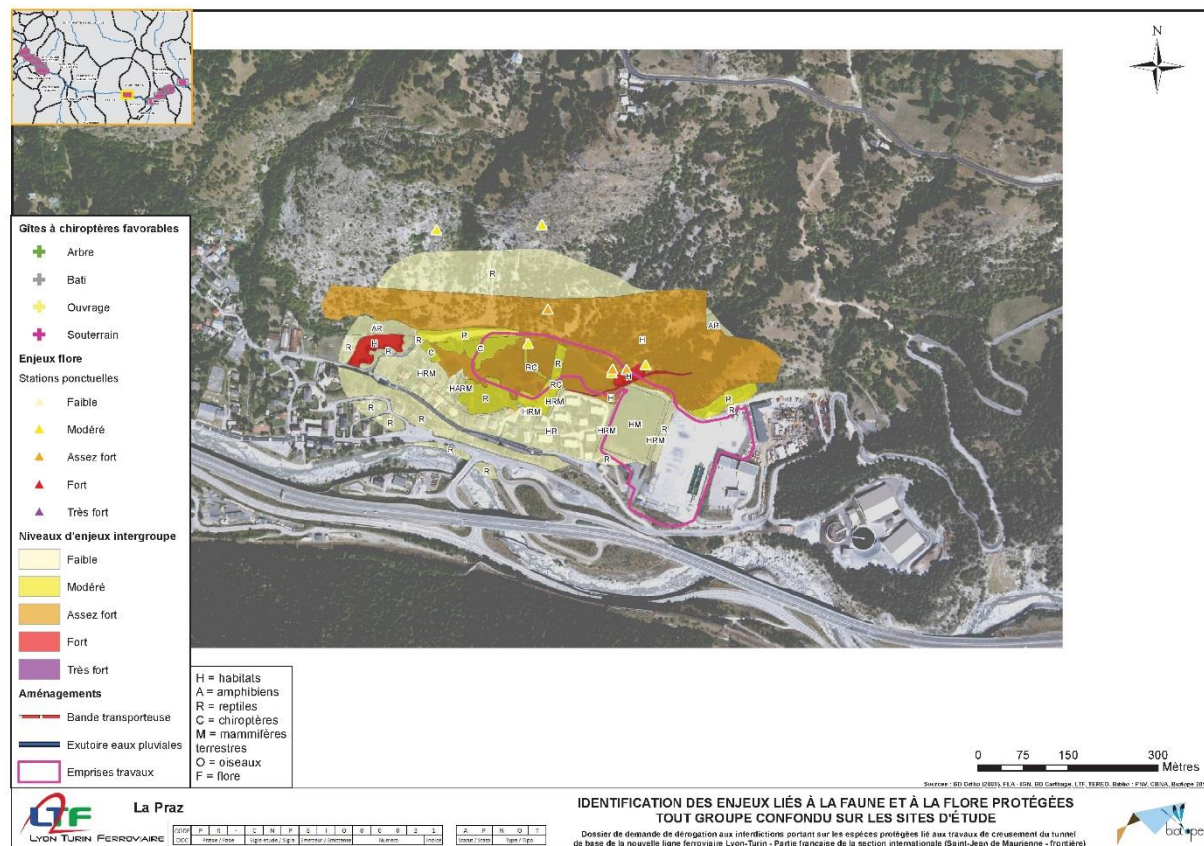 N
Gîtes à chiroptères favorables
Arbre
Bati
Ouvrage
Souterrain
Enjeux flore
Stations ponctuelles
Faible
Modéré
Assez fort
Fort
Très fort
Niveaux d'enjeux intergroupe
Faible
Modéré
Assez fort
Fort
Très fort
Aménagements
Bande transporteuse
Exutoire eaux pluviales
Emprises travaux
H = habitats
A = amphibiens
R = reptiles
C = chiroptères
M = mammifères
terrestres
O = oiseaux
F = flore
R
AR
AR
R
H
R
R
R
C
C
H
HRM
RC
R
HARM
RC
H
R
HRM
HRM
H
R
R
R
R
HR
HRM
HM
R
HRM
R
R
R
0 75 150 300
Mètres
LTF
LYON TURIN FERROVIAIRE
La Praz
IDENTIFICATION DES ENJEUX LIÉS À LA FAUNE ET À LA FLORE PROTÉGÉES
TOUT GROUPE CONFONDU SUR LES SITES D'ÉTUDE
Dossier de demande de dérogation aux interdictions portant sur les espèces protégées lié aux travaux de creusement du tunnel
de base de la nouvelle ligne ferroviaire Lyon-Turin - Partie française de la section internationale (Saint-Jean de Maurienne - frontière)
biotope